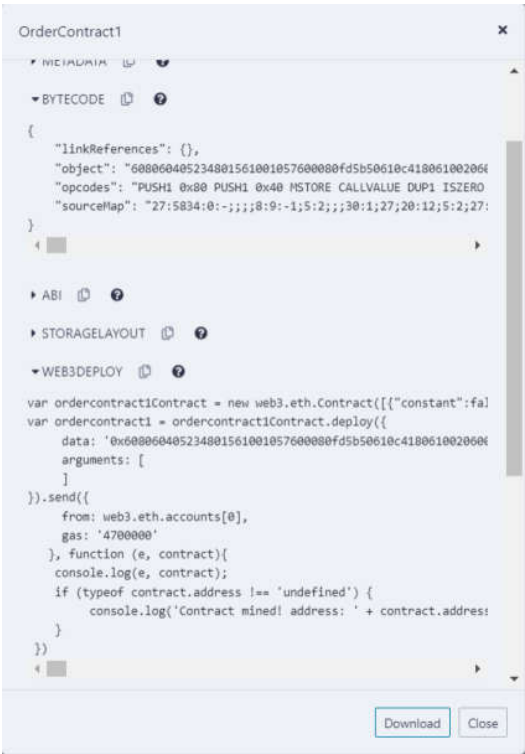 OrderContract1
METADATA
BYTECODE
{
"linkReferences": {},
"object": "608060405234801561001057600080fd5b50610c41806100206
"opcodes": "PUSH1 0x80 PUSH1 0x40 MSTORE CALLVALUE DUP1 ISZERO
"sourceMap": "27:5834:0:-;;;;8:9:-1;5:2;;;30:1;27;20:12;5:2;27:
}
ABI
STORAGELAYOUT
WEB3DEPLOY
var ordercontract1Contract = new web3.eth.Contract([{"constant":fal
var ordercontract1 = ordercontract1Contract.deploy({
data: '0x608060405234801561001057600080fd5b50610c418061002060
arguments: [
]
}).send({
from: web3.eth.accounts[0],
gas: '4700000'
}, function (e, contract){
console.log(e, contract);
if (typeof contract.address !== 'undefined') {
console.log('Contract mined! address: ' + contract.address
}
})
Download
Close